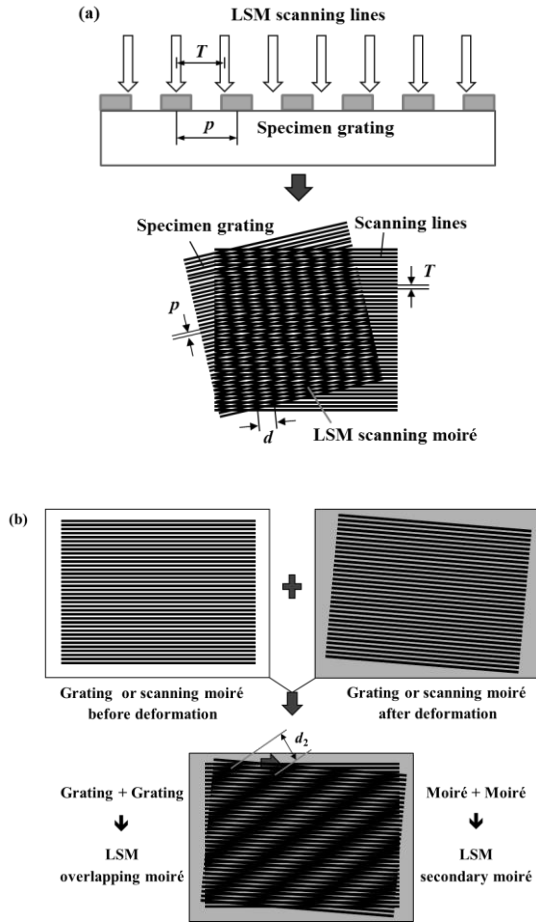 (a)
LSM scanning lines
T
p
Specimen grating
Specimen grating
Scanning lines
T
p
d
LSM scanning moiré
(b)
Grating or scanning moiré
before deformation
Grating or scanning moiré
after deformation
d2
Grating + Grating
LSM
overlapping moiré
Moiré + Moiré
LSM
secondary moiré